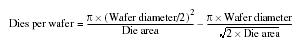 Dies per wafer = π × (Wafer diameter/2)² / Die area − π × Wafer diameter / √(2 × Die area)